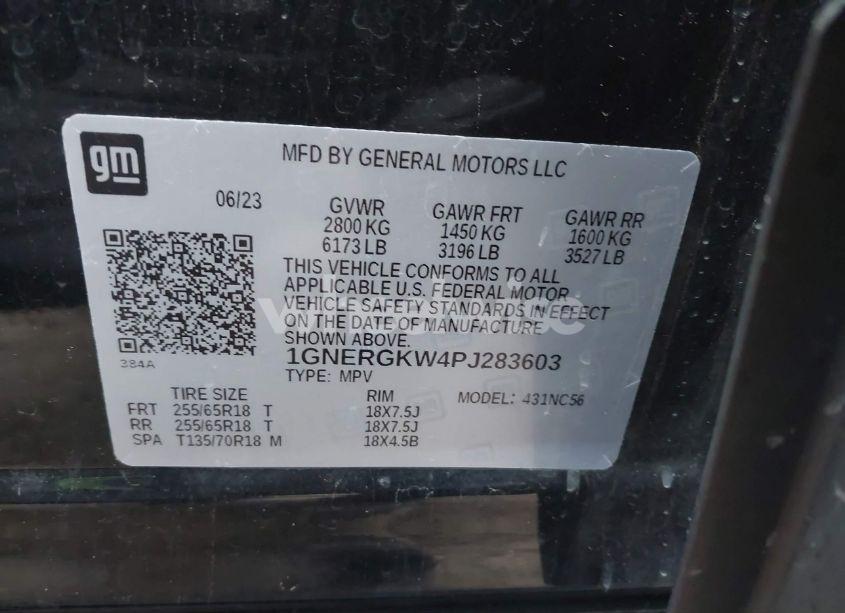 gm
MFD BY GENERAL MOTORS LLC
06/23
GVWR GAWR FRT GAWR RR
2800 KG 1450 KG 1600 KG
6173 LB 3196 LB 3527 LB
THIS VEHICLE CONFORMS TO ALL
APPLICABLE U.S. FEDERAL MOTOR
VEHICLE SAFETY STANDARDS IN EFFECT
ON THE DATE OF MANUFACTURE
SHOWN ABOVE.
384A
1GNERGKW4PJ283603
TYPE: MPV
TIRE SIZE RIM MODEL: 431NC56
FRT 255/65R18 T 18X7.5J
RR 255/65R18 T 18X7.5J
SPA T135/70R18 M 18X4.5B